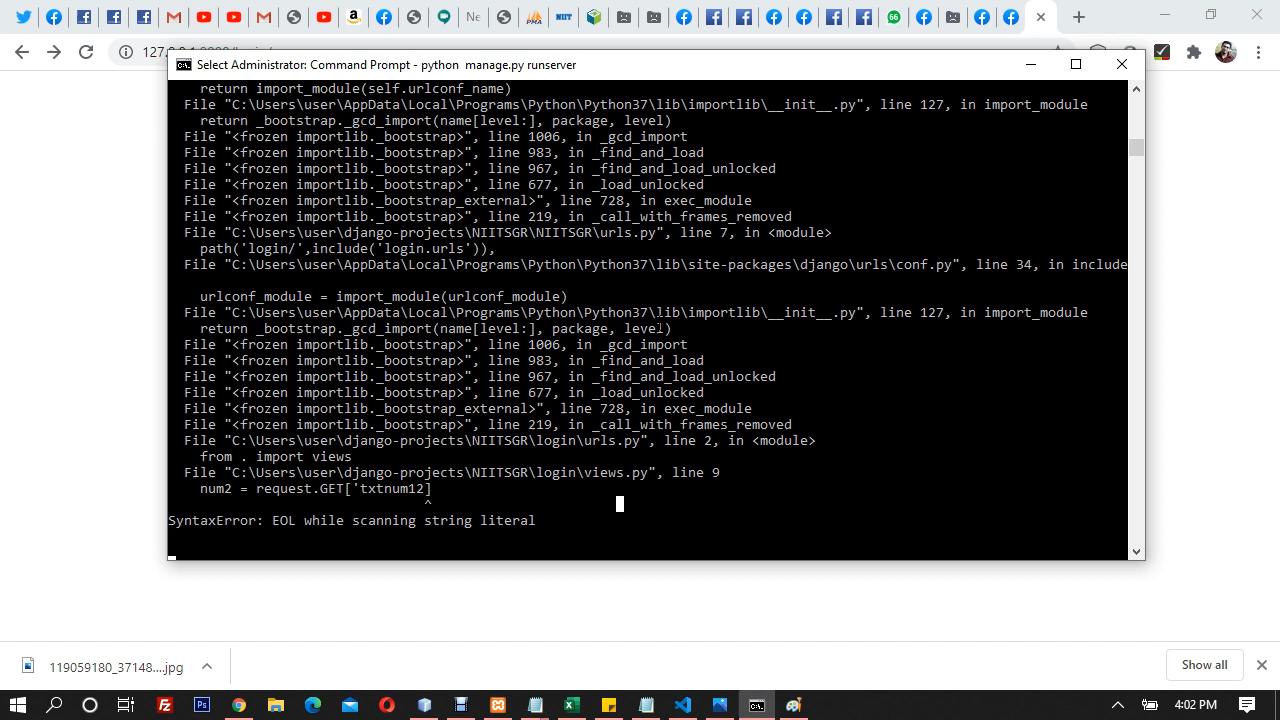 NIIT
PMA
Ne
66
127.
Select Administrator: Command Prompt - python manage.py runserver
return import_module(self.urlconf_name)
File "C:\Users\user\AppData\Local\Programs\Python\Python37\lib\importlib\__init__.py", line 127, in import_module
return _bootstrap._gcd_import(name[level:], package, level)
File "<frozen importlib._bootstrap>", line 1006, in _gcd_import
File "<frozen importlib._bootstrap>", line 983, in _find_and_load
File "<frozen importlib._bootstrap>", line 967, in _find_and_load_unlocked
File "<frozen importlib._bootstrap>", line 677, in _load_unlocked
File "<frozen importlib._bootstrap_external>", line 728, in exec_module
File "<frozen importlib._bootstrap>", line 219, in _call_with_frames_removed
File "C:\Users\user\django-projects\NIITSGR\NIITSGR\urls.py", line 7, in <module>
path('login/',include('login.urls')),
File "C:\Users\user\AppData\Local\Programs\Python\Python37\lib\site-packages\django\urls\conf.py", line 34, in include
urlconf_module = import_module(urlconf_module)
File "C:\Users\user\AppData\Local\Programs\Python\Python37\lib\importlib\__init__.py", line 127, in import_module
return _bootstrap._gcd_import(name[level:], package, level)
File "<frozen importlib._bootstrap>", line 1006, in _gcd_import
File "<frozen importlib._bootstrap>", line 983, in _find_and_load
File "<frozen importlib._bootstrap>", line 967, in _find_and_load_unlocked
File "<frozen importlib._bootstrap>", line 677, in _load_unlocked
File "<frozen importlib._bootstrap_external>", line 728, in exec_module
File "<frozen importlib._bootstrap>", line 219, in _call_with_frames_removed
File "C:\Users\user\django-projects\NIITSGR\login\urls.py", line 2, in <module>
from . import views
File "C:\Users\user\django-projects\NIITSGR\login\views.py", line 9
num2 = request.GET['txtnum12]
^
SyntaxError: EOL while scanning string literal
119059180_37148....jpg
Show all
4:02 PM